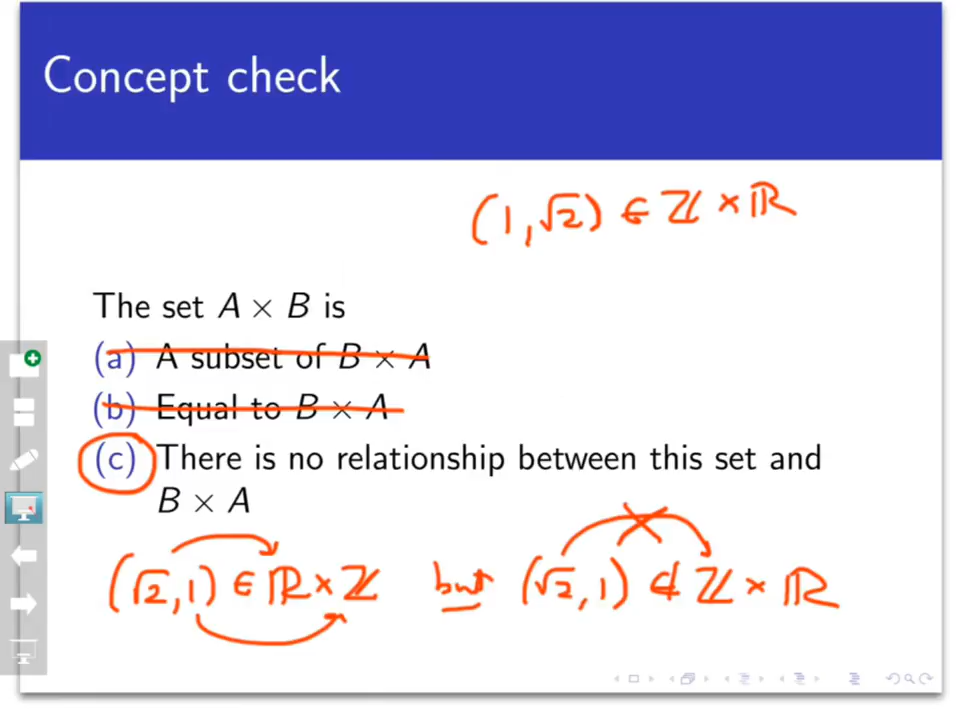 Concept check
(1, √2) ∈ ℤ × ℝ
The set A × B is
(a) A subset of B × A
(b) Equal to B × A
(c) There is no relationship between this set and
B × A
(√2, 1) ∈ ℝ × ℤ but (√2, 1) ∉ ℤ × ℝ